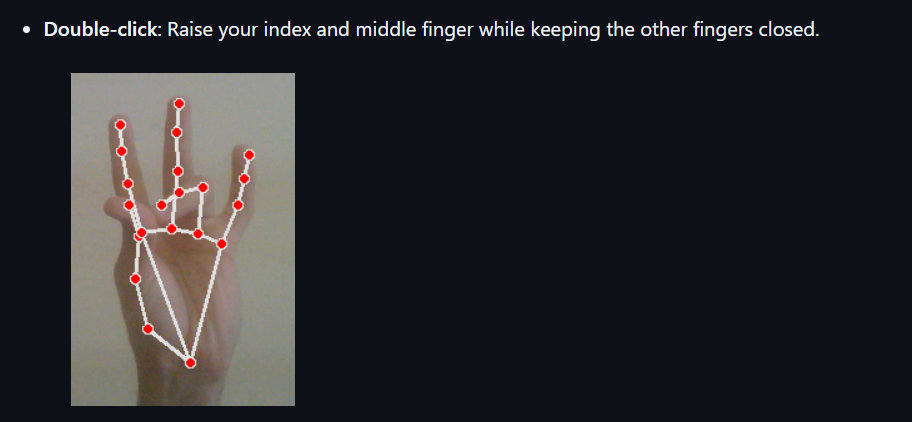 Double-click: Raise your index and middle finger while keeping the other fingers closed.